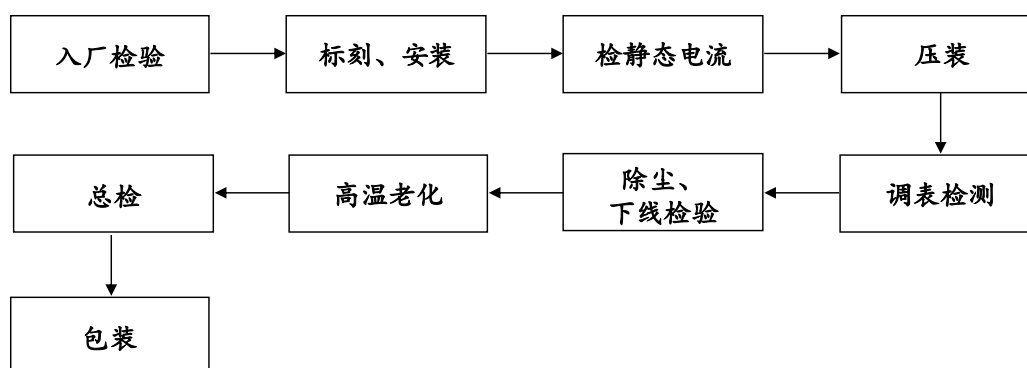 入厂检验
标刻、安装
检静态电流
压装
调表检测
除尘、
下线检验
高温老化
总检
包装